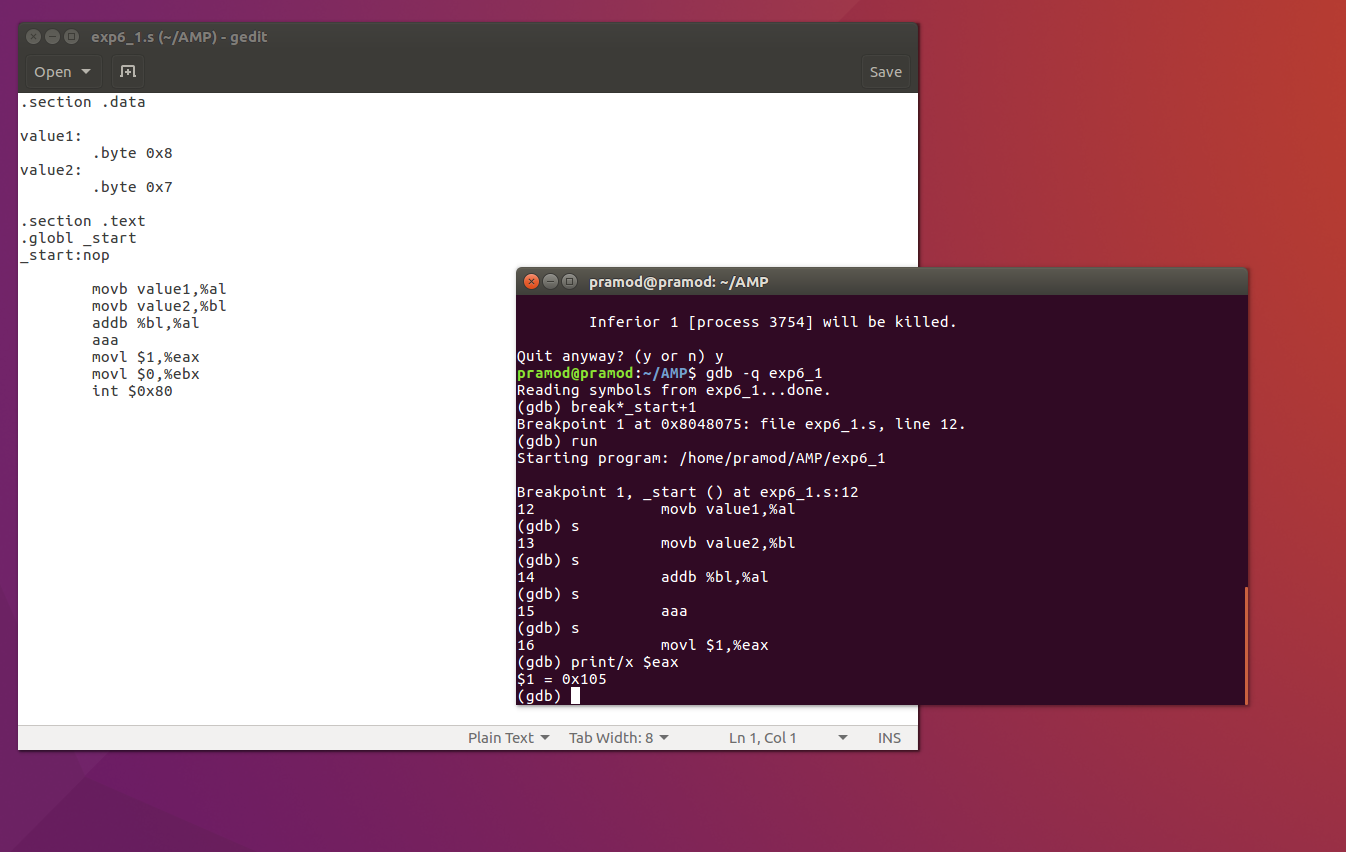 exp6_1.s (~/AMP) - gedit
Open
Save
.section .data
value1:
        .byte 0x8
value2:
        .byte 0x7
.section .text
.globl _start
_start:nop
        movb value1,%al
        movb value2,%bl
        addb %bl,%al
        aaa
        movl $1,%eax
        movl $0,%ebx
        int $0x80
Plain Text Tab Width: 8 Ln 1, Col 1 INS
pramod@pramod: ~/AMP
        Inferior 1 [process 3754] will be killed.
Quit anyway? (y or n) y
pramod@pramod:~/AMP$ gdb -q exp6_1
Reading symbols from exp6_1...done.
(gdb) break*_start+1
Breakpoint 1 at 0x8048075: file exp6_1.s, line 12.
(gdb) run
Starting program: /home/pramod/AMP/exp6_1
Breakpoint 1, _start () at exp6_1.s:12
12              movb value1,%al
(gdb) s
13              movb value2,%bl
(gdb) s
14              addb %bl,%al
(gdb) s
15              aaa
(gdb) s
16              movl $1,%eax
(gdb) print/x $eax
$1 = 0x105
(gdb)